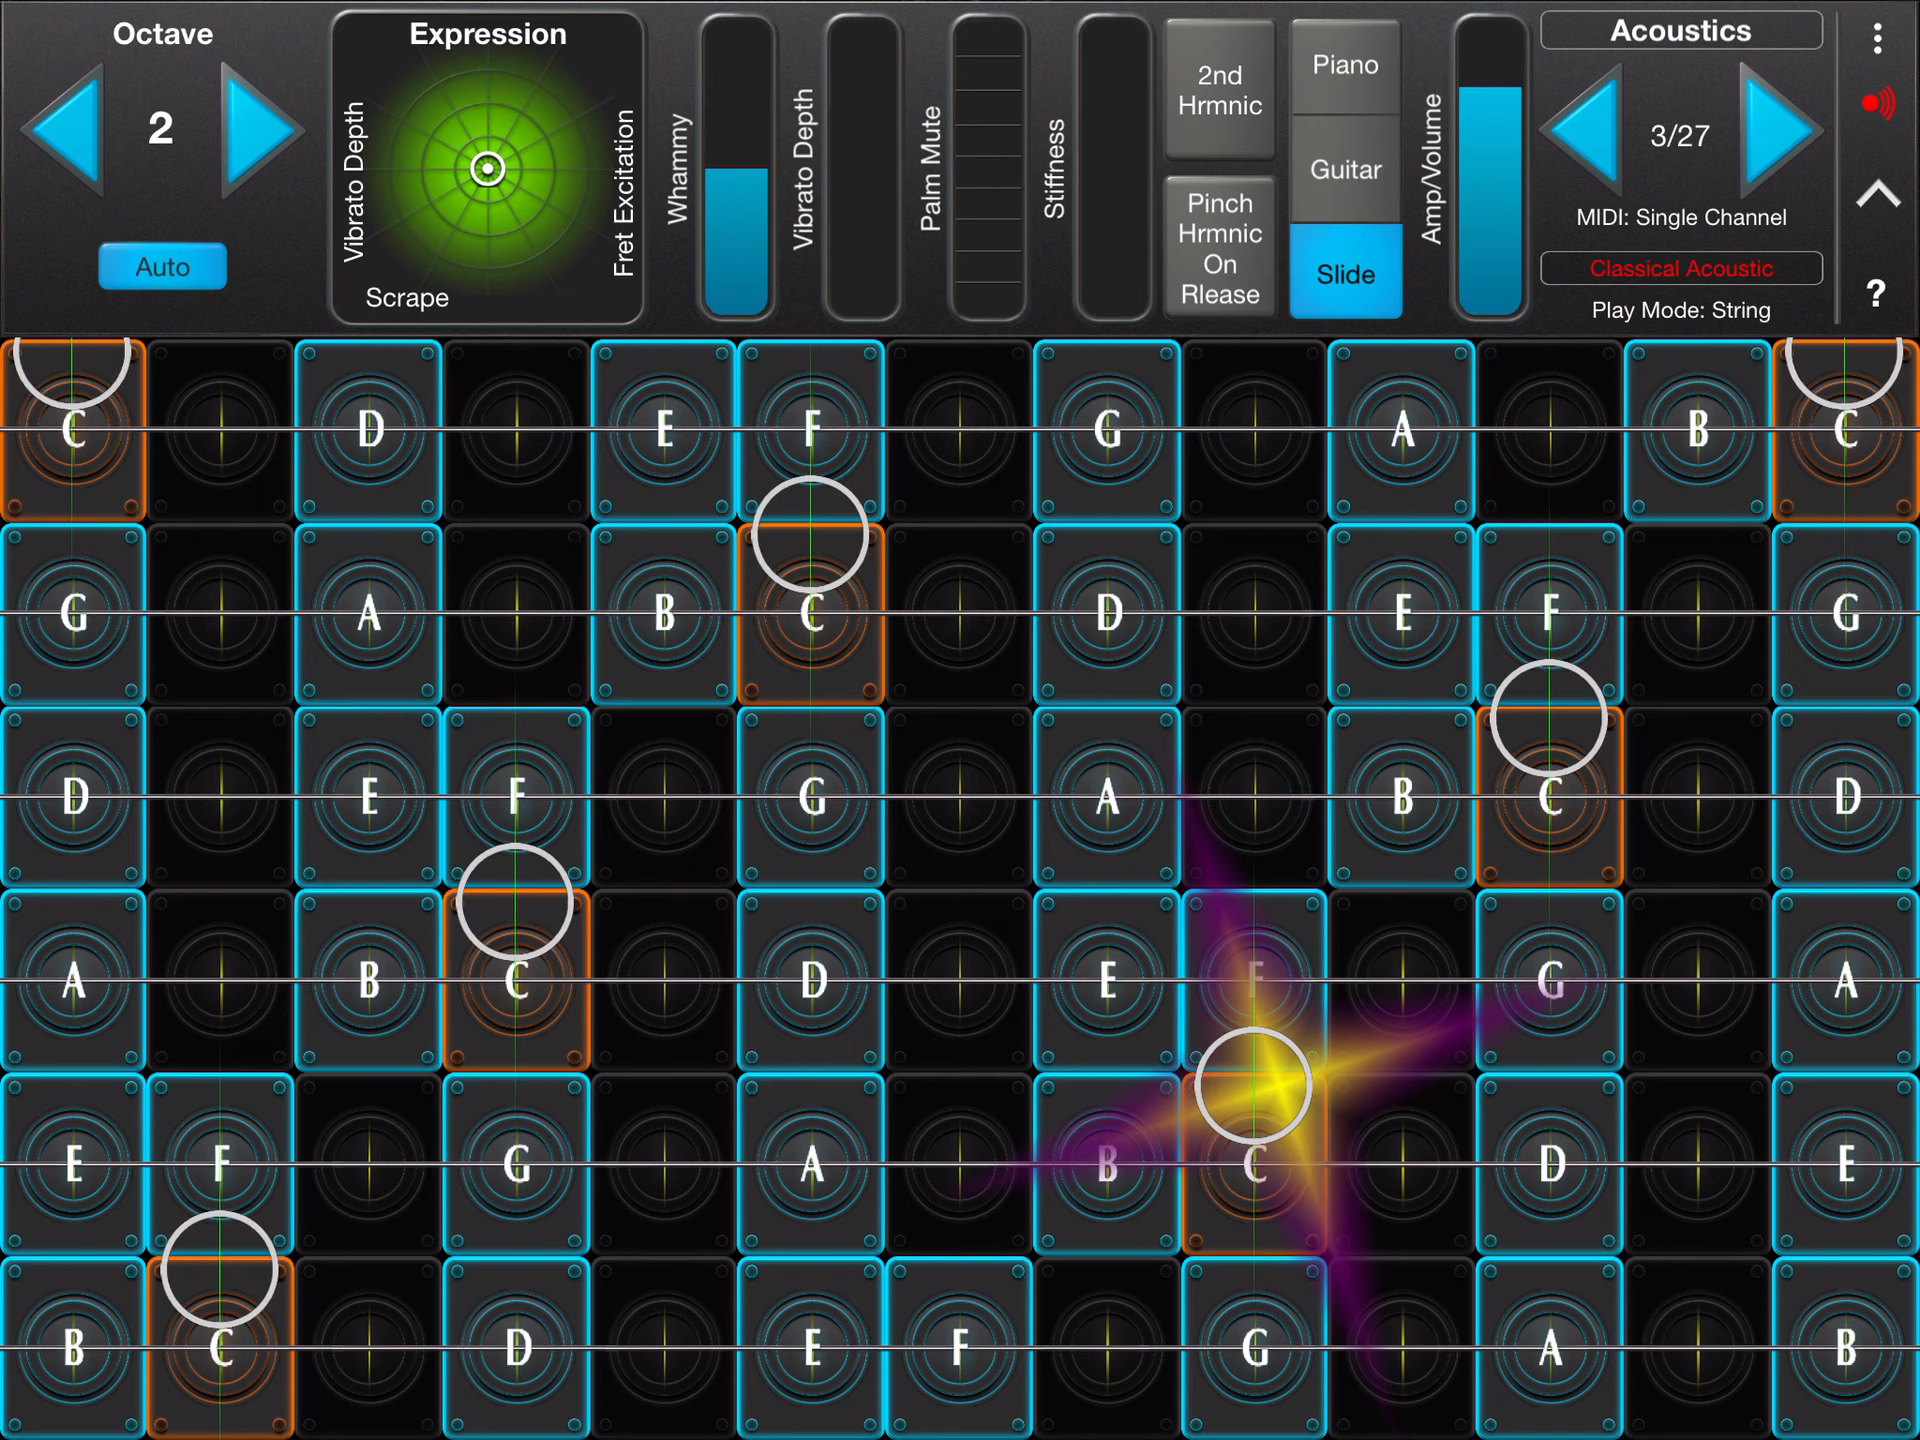 Octave
2
Auto
Expression
Vibrato Depth
Fret Excitation
Scrape
Whammy
Vibrato Depth
Palm Mute
Stiffness
2nd
Hrmnic
Pinch
Hrmnic
On
Rlease
Piano
Guitar
Slide
Amp/Volume
Acoustics
3/27
MIDI: Single Channel
Classical Acoustic
Play Mode: String
?
C D E F G A B C
G A B C D E F G
D E F G A B C D
A B C D E F G A
E F G A B C D E
B C D E F G A B